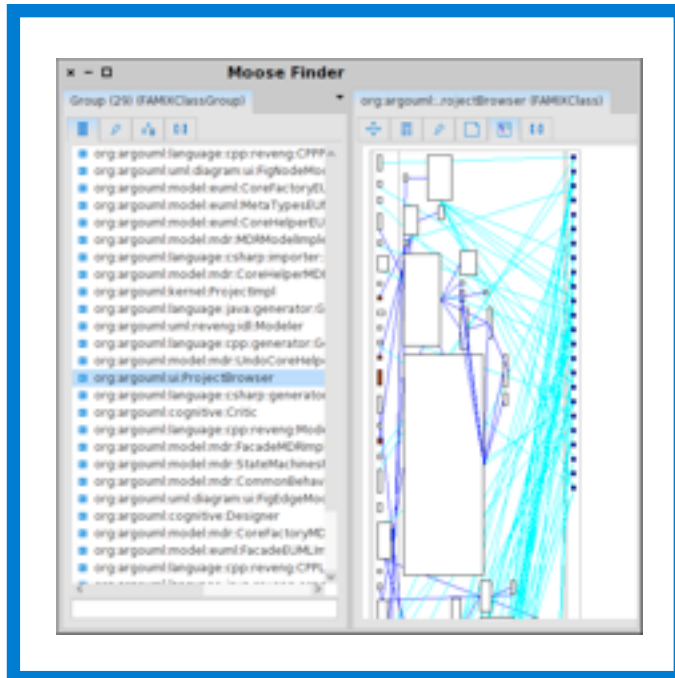 Moose Finder
Group (29) (FAMIXClassGroup)
org:argouml:..rojectBrowser (FAMIXClass)
org:argouml:language:cpp:reveng:CPPP
org:argouml:uml:diagram:ui:FigNodeMo
org:argouml:model:euml:CoreFactoryEU
org:argouml:model:euml:MetaTypesEU
org:argouml:model:euml:CoreHelperEU
org:argouml:model:mdr:MDRModelImple
org:argouml:language:csharp:importer:
org:argouml:model:mdr:CoreHelperMD
org:argouml:kernel:ProjectImpl
org:argouml:language:java:generator:G
org:argouml:uml:reveng:idl:Modeler
org:argouml:language:cpp:generator:G
org:argouml:model:mdr:UndoCoreHelp
org:argouml:ui:ProjectBrowser
org:argouml:language:csharp:generato
org:argouml:cognitive:Critic
org:argouml:language:cpp:reveng:Mod
org:argouml:model:mdr:FacadeMDRImp
org:argouml:model:mdr:StateMachines
org:argouml:model:mdr:CommonBehav
org:argouml:uml:diagram:ui:FigEdgeMo
org:argouml:cognitive:Designer
org:argouml:model:mdr:CoreFactoryMD
org:argouml:model:euml:FacadeEUMLIm
org:argouml:language:cpp:reveng:CPPL